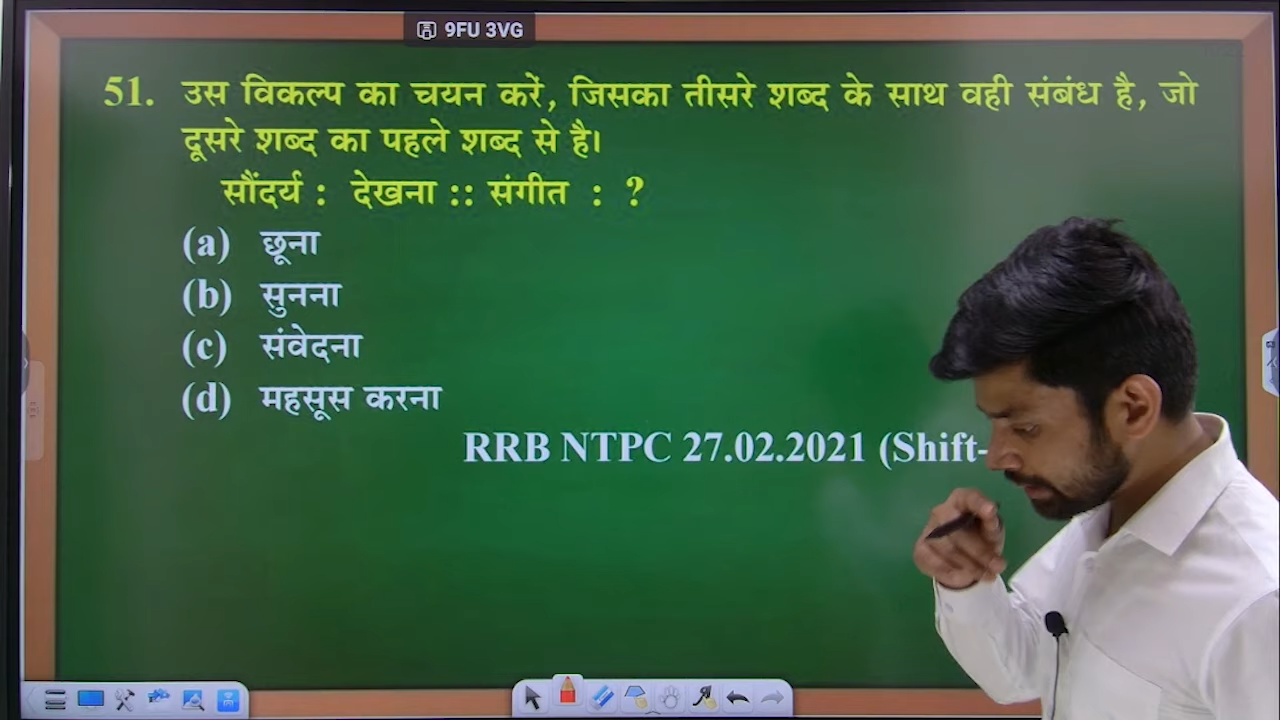 9FU 3VG
51. उस विकल्प का चयन करें, जिसका तीसरे शब्द के साथ वही संबंध है, जो
दूसरे शब्द का पहले शब्द से है।
सौंदर्य : देखना :: संगीत : ?
(a) छूना
(b) सुनना
(c) संवेदना
(d) महसूस करना
RRB NTPC 27.02.2021 (Shift-